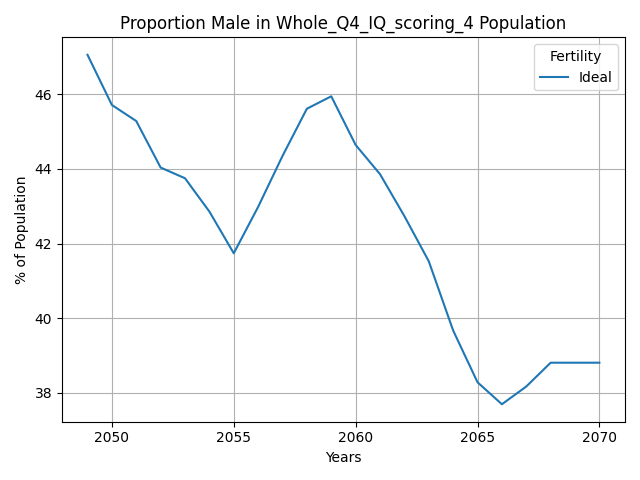 Proportion Male in Whole_Q4_IQ_scoring_4 Population
Fertility
Ideal
% of Population
46
44
42
40
38
2050 2055 2060 2065 2070
Years